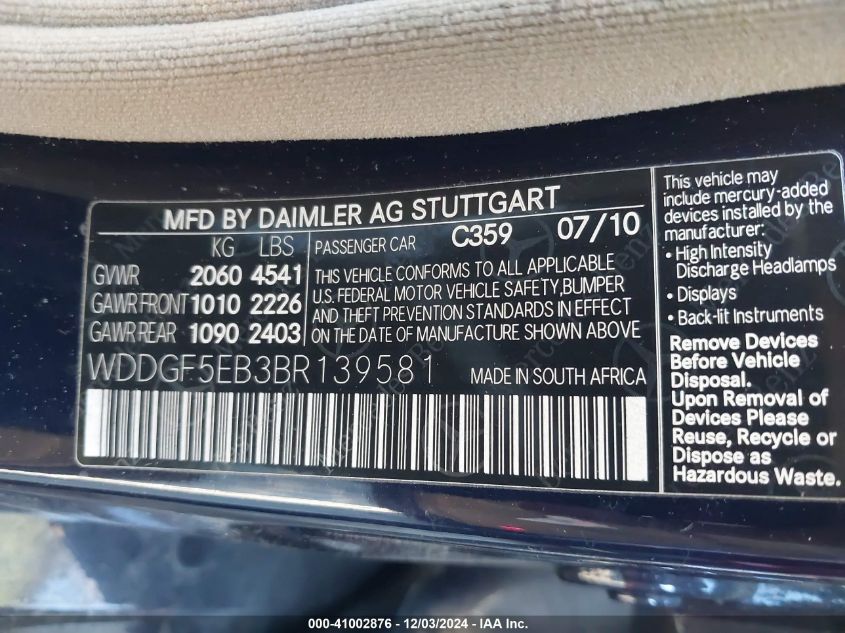 MFD BY DAIMLER AG STUTTGART
KG LBS PASSENGER CAR C359 07/10
GVWR 2060 4541
GAWR FRONT 1010 2226
GAWR REAR 1090 2403
THIS VEHICLE CONFORMS TO ALL APPLICABLE
U.S. FEDERAL MOTOR VEHICLE SAFETY,BUMPER
AND THEFT PREVENTION STANDARDS IN EFFECT
ON THE DATE OF MANUFACTURE SHOWN ABOVE
WDDGF5EB3BR139581 MADE IN SOUTH AFRICA
This vehicle may
include mercury-added
devices installed by the
manufacturer:
• High Intensity
Discharge Headlamps
• Displays
• Back-lit Instruments
Remove Devices
Before Vehicle
Disposal.
Upon Removal of
Devices Please
Reuse, Recycle or
Dispose as
Hazardous Waste.
000-41002876 - 12/03/2024 - IAA Inc.